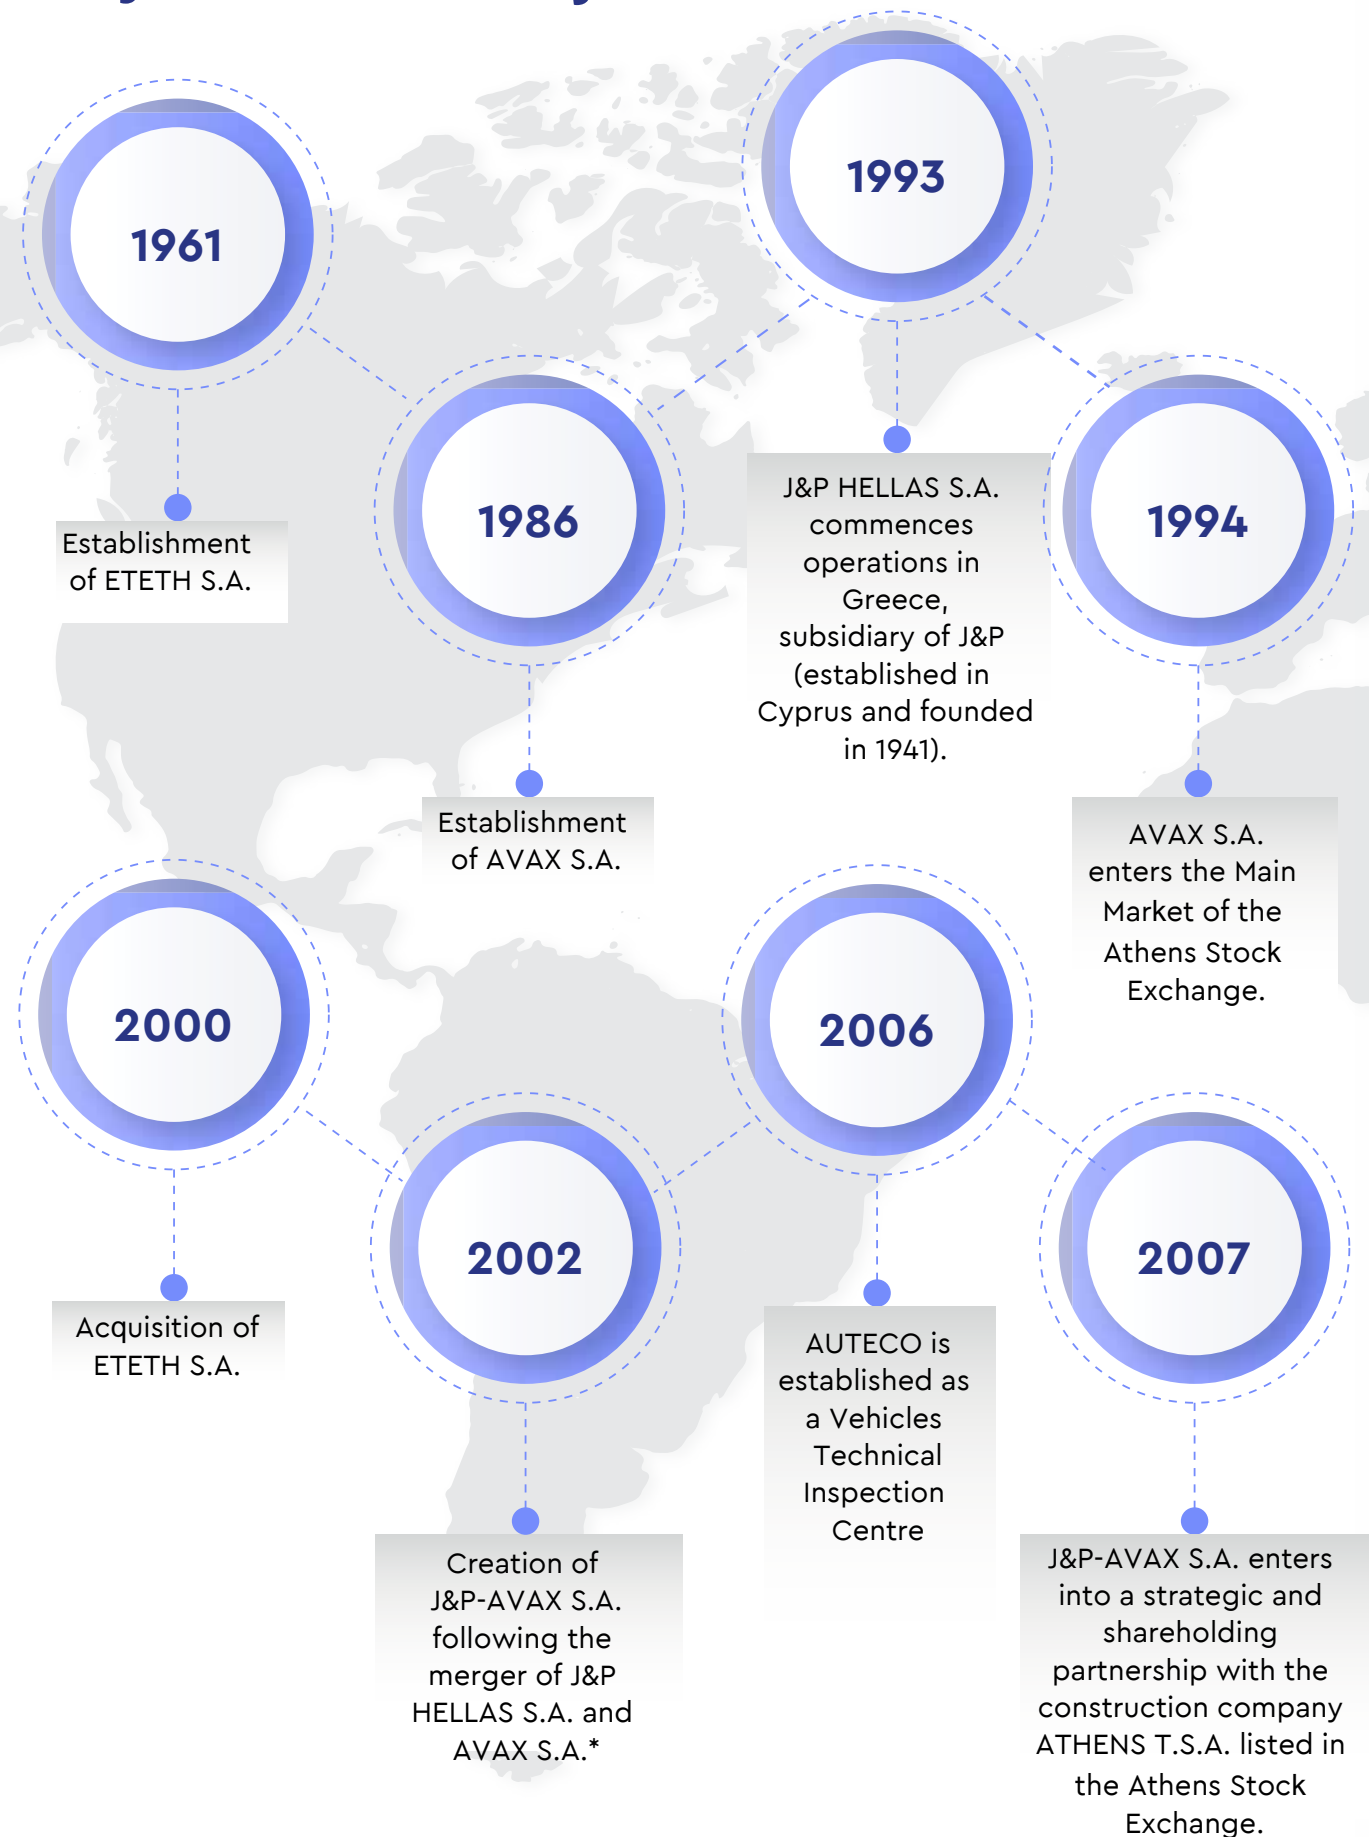 1961
Establishment
of ETETH S.A.
1986
Establishment
of AVAX S.A.
1993
J&P HELLAS S.A.
commences
operations in
Greece,
subsidiary of J&P
(established in
Cyprus and founded
in 1941).
1994
AVAX S.A.
enters the Main
Market of the
Athens Stock
Exchange.
2000
Acquisition of
ETETH S.A.
2002
Creation of
J&P-AVAX S.A.
following the
merger of J&P
HELLAS S.A. and
AVAX S.A.*
2006
AUTECO is
established as
a Vehicles
Technical
Inspection
Centre
2007
J&P-AVAX S.A. enters
into a strategic and
shareholding
partnership with the
construction company
ATHENS T.S.A. listed in
the Athens Stock
Exchange.